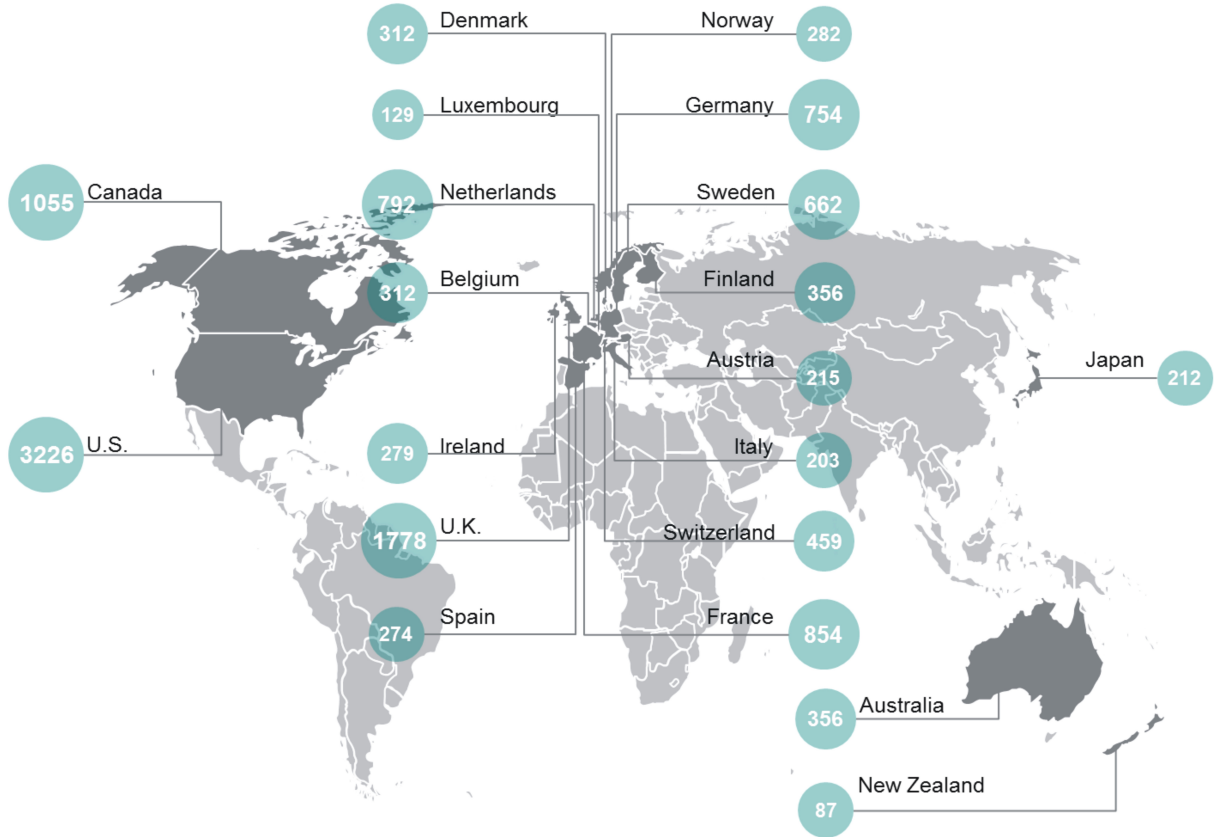 312 Denmark
Norway 282
129 Luxembourg
Germany 754
1055 Canada
792 Netherlands
Sweden 662
312 Belgium
Finland 356
Austria 215
Japan 212
3226 U.S.
279 Ireland
Italy 203
1778 U.K.
Switzerland 459
274 Spain
France 854
356 Australia
87 New Zealand